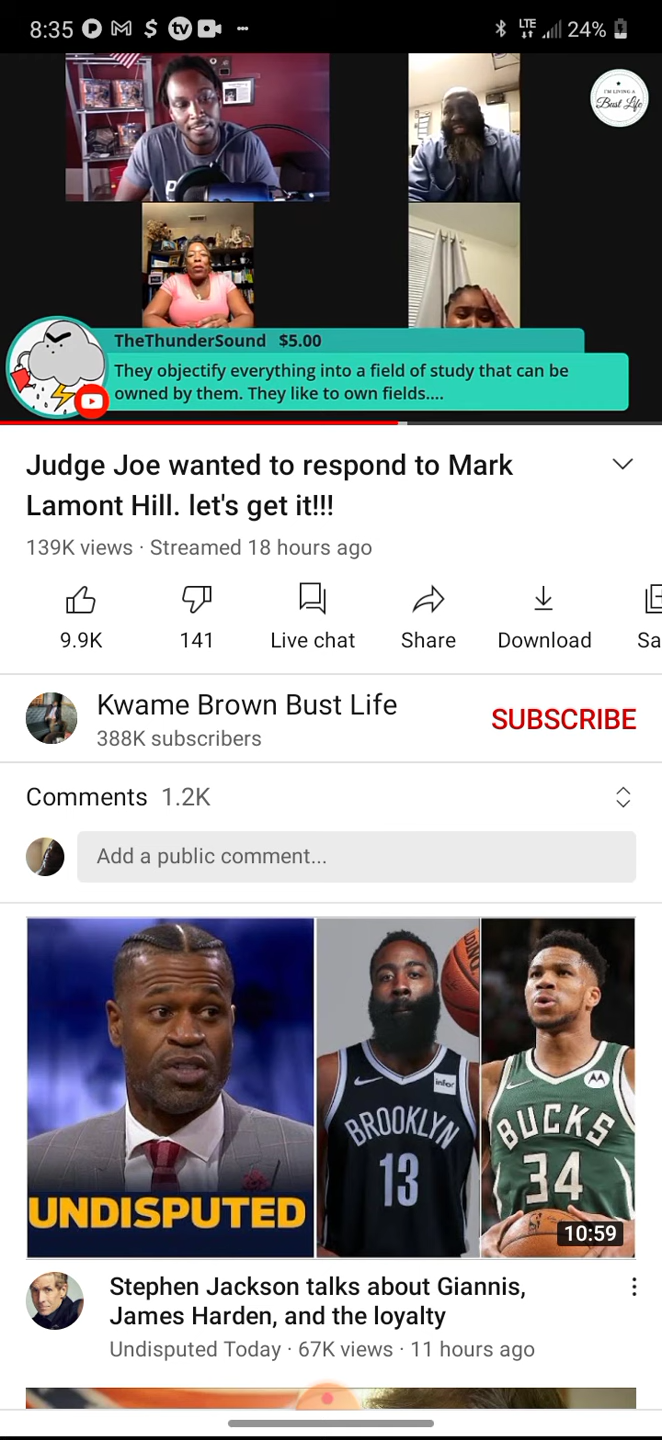 8:35
$
tv
LTE
24%
I'M LIVING A
Bust Life
TheThunderSound $5.00
They objectify everything into a field of study that can be
owned by them. They like to own fields....
Judge Joe wanted to respond to Mark
Lamont Hill. let's get it!!!
139K views · Streamed 18 hours ago
9.9K
141
Live chat
Share
Download
Sa
Kwame Brown Bust Life
388K subscribers
SUBSCRIBE
Comments 1.2K
Add a public comment...
UNDISPUTED
infor
BROOKLYN
13
BUCKS
34
10:59
Stephen Jackson talks about Giannis,
James Harden, and the loyalty
Undisputed Today · 67K views · 11 hours ago